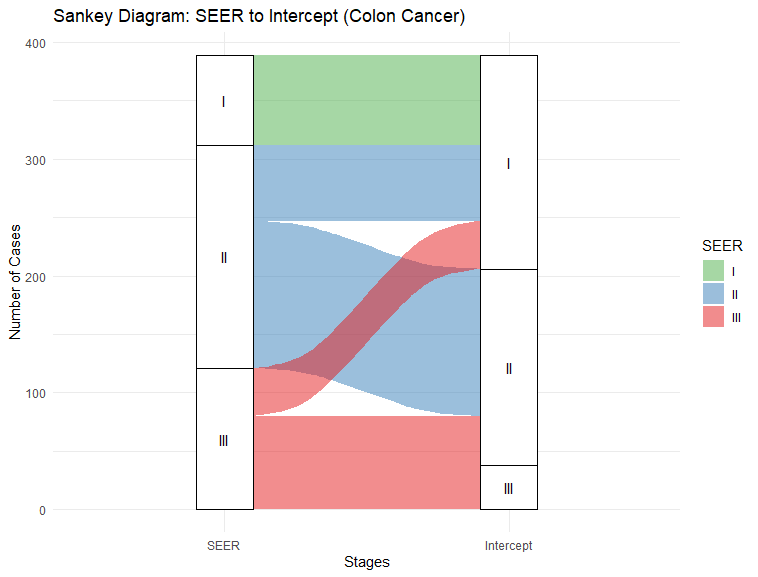 Sankey Diagram: SEER to Intercept (Colon Cancer)
Number of Cases
400
300
200
100
0
I
II
III
I
II
III
SEER
Intercept
Stages
SEER
I
II
III